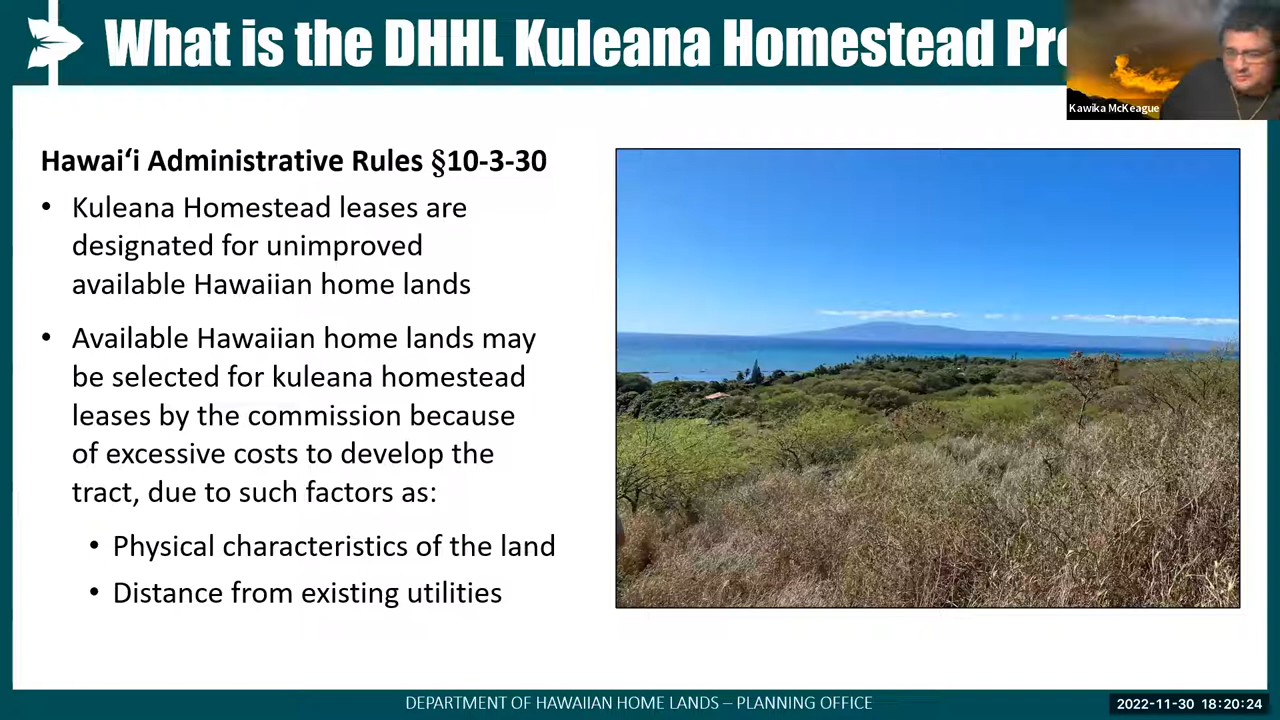 What is the DHHL Kuleana Homestead Pro
Kawika McKeague
Hawaiʻi Administrative Rules §10-3-30
• Kuleana Homestead leases are
designated for unimproved
available Hawaiian home lands
• Available Hawaiian home lands may
be selected for kuleana homestead
leases by the commission because
of excessive costs to develop the
tract, due to such factors as:
• Physical characteristics of the land
• Distance from existing utilities
DEPARTMENT OF HAWAIIAN HOME LANDS – PLANNING OFFICE
2022-11-30 18:20:24